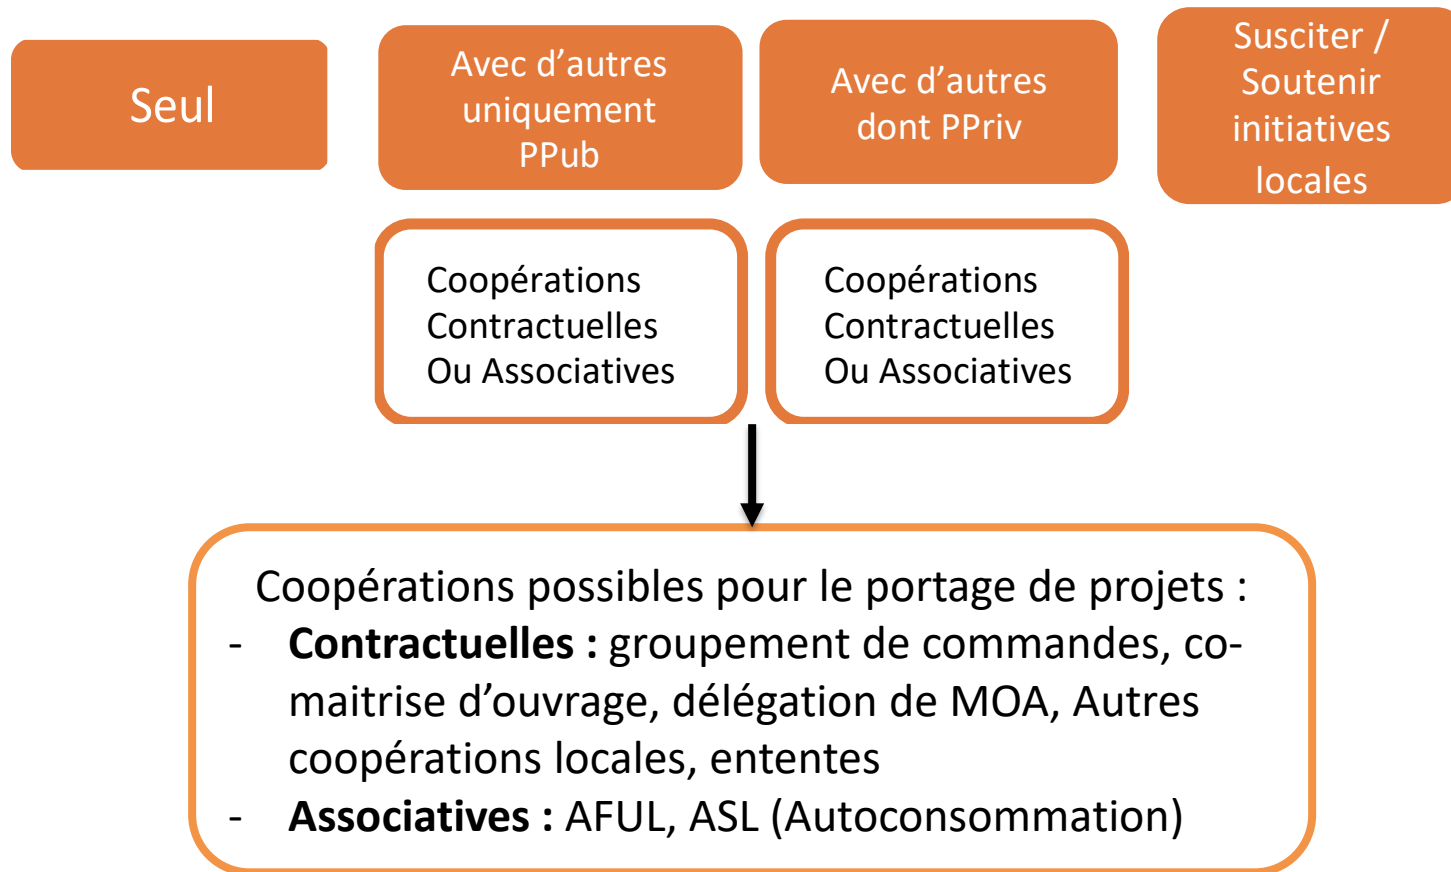 Seul
Avec d’autres
uniquement
PPub
Avec d’autres
dont PPriv
Susciter /
Soutenir
initiatives
locales
Coopérations
Contractuelles
Ou Associatives
Coopérations
Contractuelles
Ou Associatives
Coopérations possibles pour le portage de projets :
- Contractuelles : groupement de commandes, co-
maitrise d’ouvrage, délégation de MOA, Autres
coopérations locales, ententes
- Associatives : AFUL, ASL (Autoconsommation)